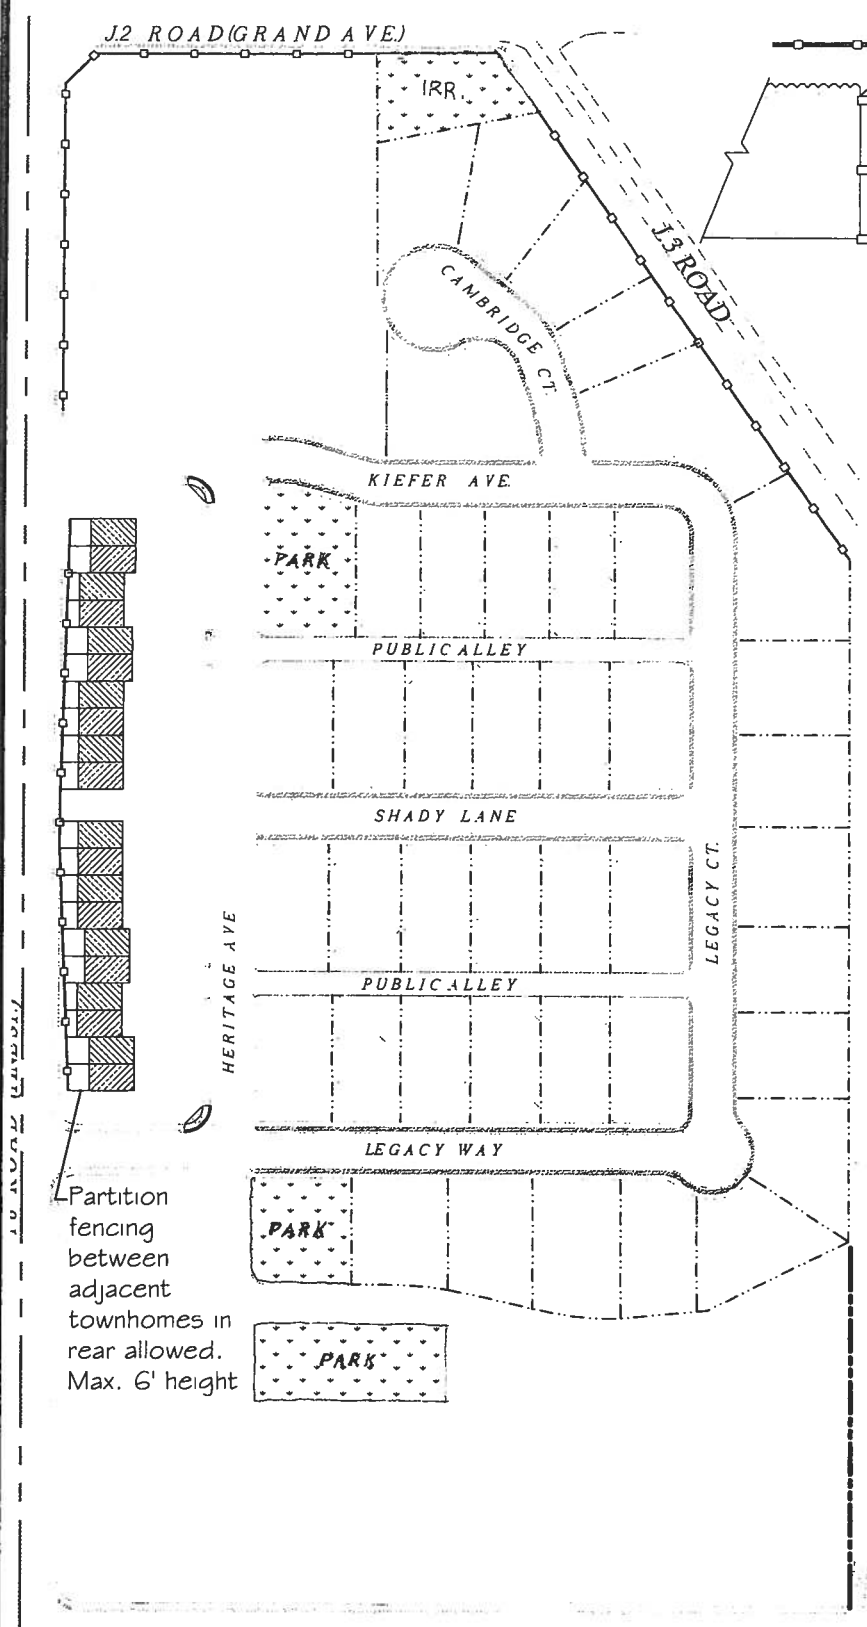 J.2 ROAD (GRAND AVE.)
IRR.
J.3 ROAD
CAMBRIDGE CT.
KIEFER AVE.
PARK
PUBLIC ALLEY
SHADY LANE
LEGACY CT.
HERITAGE AVE
PUBLIC ALLEY
LEGACY WAY
PARK
PARK
Partition
fencing
between
adjacent
townhomes in
rear allowed.
Max. 6' height